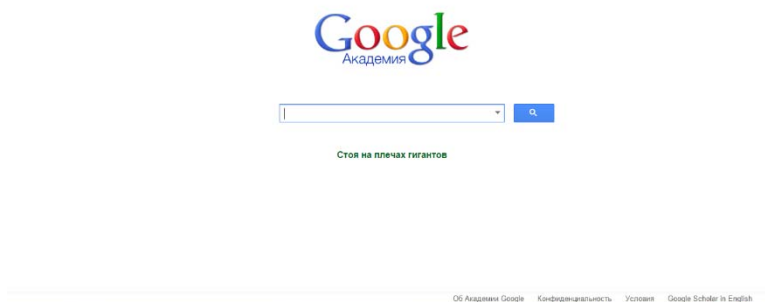 Google
Академия
Стоя на плечах гигантов
Об Академии Google Конфиденциальность Условия Google Scholar in English